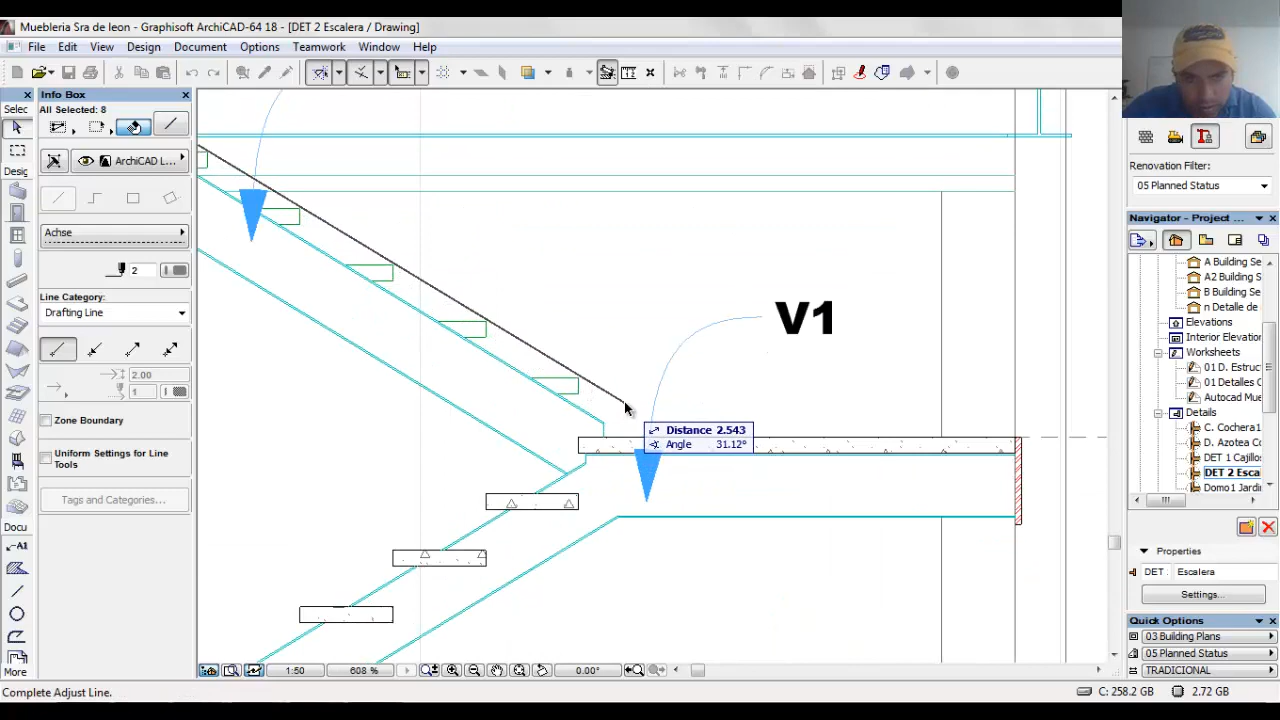 Muebleria Sra de leon - Graphisoft ArchiCAD-64 18 - [DET 2 Escalera / Drawing]
File Edit View Design Document Options Teamwork Window Help
Selec
Info Box
All Selected: 8
Desig
ArchiCAD L...
Achse
2
Line Category:
Drafting Line
2.00
1
Zone Boundary
Uniform Settings for Line Tools
Tags and Categories...
Docu
A1
More
V1
Distance 2.543
Angle 31.12°
Renovation Filter:
05 Planned Status
Navigator - Project ...
A Building Se
A2 Building S
B Building Se
n Detalle de
Elevations
Interior Elevation
Worksheets
01 D. Estruc
01 Detalles C
Autocad Mue
Details
C. Cochera1
D. Azotea Co
DET 1 Cajillos
DET 2 Esca
Domo1 Jardi
Properties
DET
Escalera
Settings...
Quick Options
03 Building Plans
05 Planned Status
TRADICIONAL
1:50
608 %
0.00°
Complete Adjust Line.
C: 258.2 GB
2.72 GB